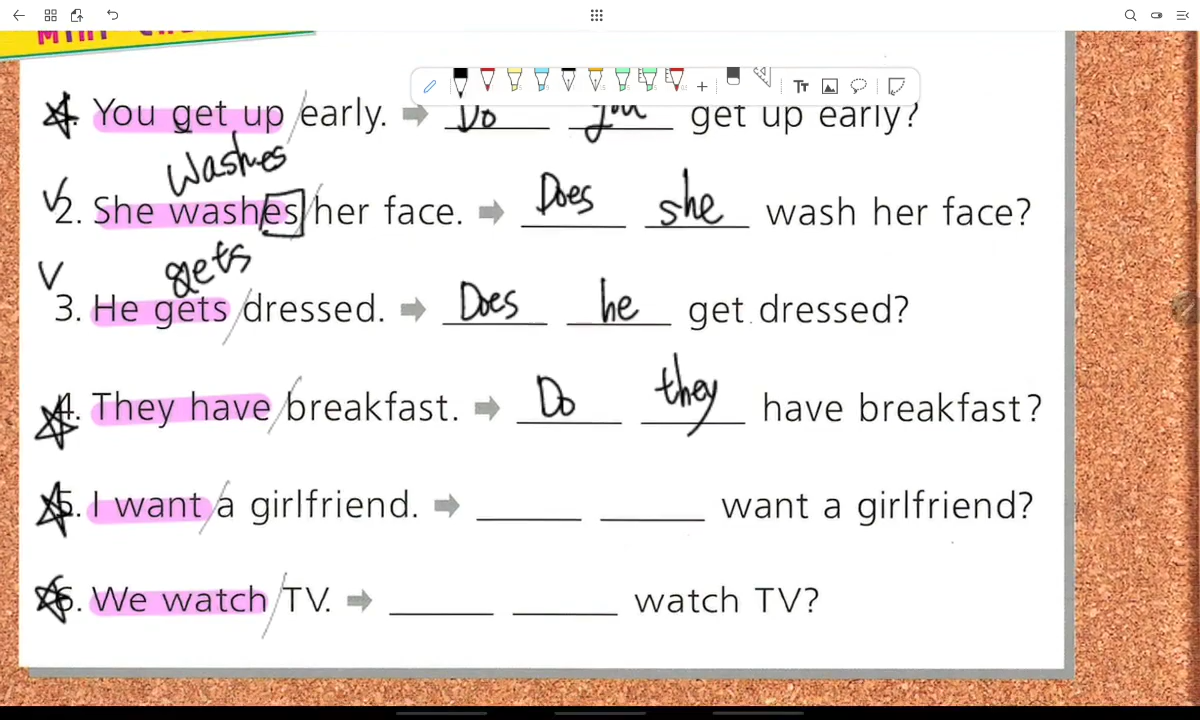 You get up / early. ➡ Do you get up early?
washes
2. She washes / her face. ➡ Does she wash her face?
gets
3. He gets / dressed. ➡ Does he get dressed?
4. They have / breakfast. ➡ Do they have breakfast?
5. I want / a girlfriend. ➡ ______ ______ want a girlfriend?
6. We watch / TV. ➡ ______ ______ watch TV?